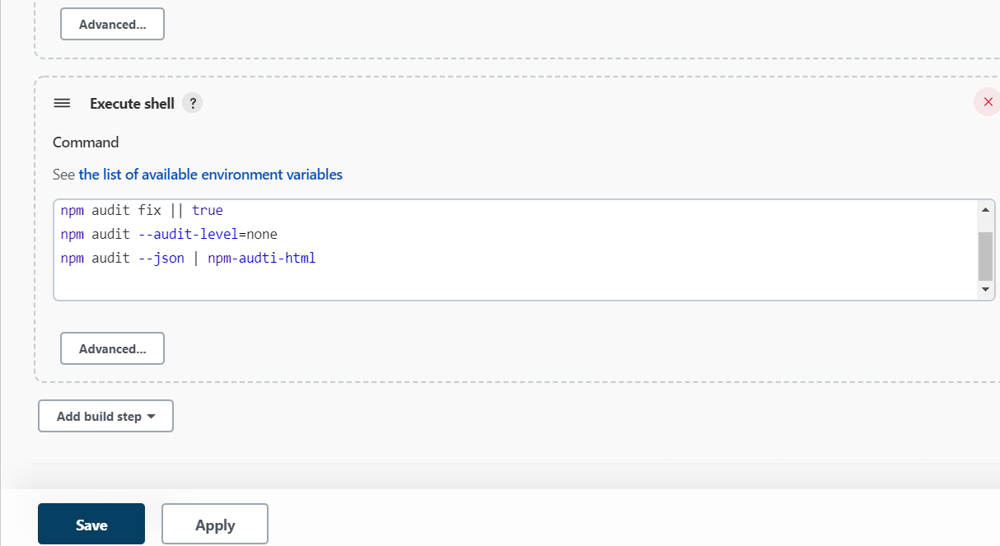 Advanced...
Execute shell ?
Command
See the list of available environment variables
npm audit fix || true
npm audit --audit-level=none
npm audit --json | npm-audti-html
Advanced...
Add build step
Save Apply